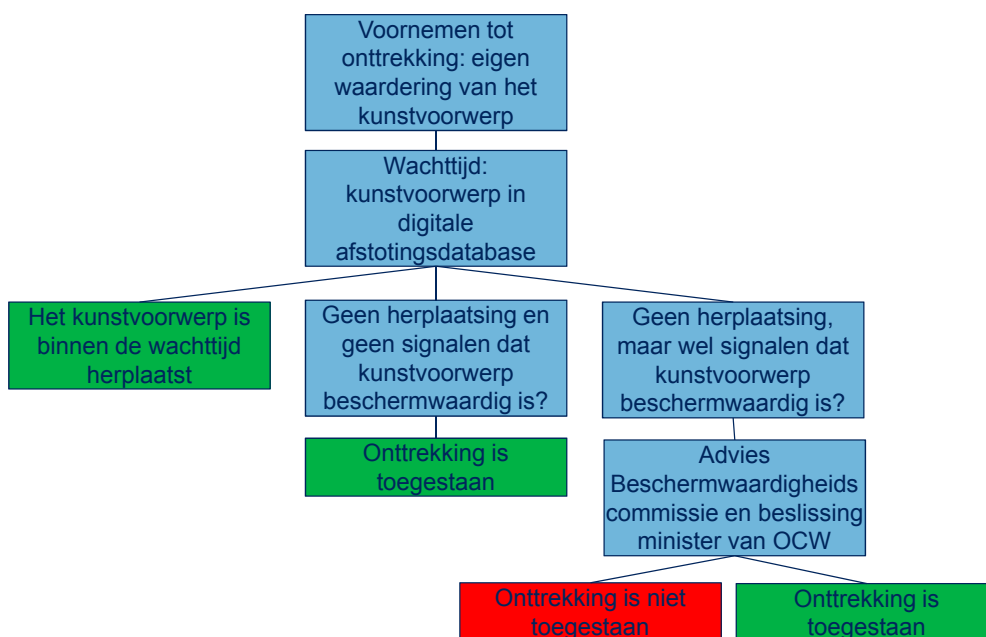 Voornemen tot
onttrekking: eigen
waardering van het
kunstvoorwerp
Wachttijd:
kunstvoorwerp in
digitale
afstotingsdatabase
Het kunstvoorwerp is
binnen de wachttijd
herplaatst
Geen herplaatsing en
geen signalen dat
kunstvoorwerp
beschermwaardig is?
Geen herplaatsing,
maar wel signalen dat
kunstvoorwerp
beschermwaardig is?
Onttrekking is
toegestaan
Advies
Beschermwaardigheids
commissie en beslissing
minister van OCW
Onttrekking is niet
toegestaan
Onttrekking is
toegestaan